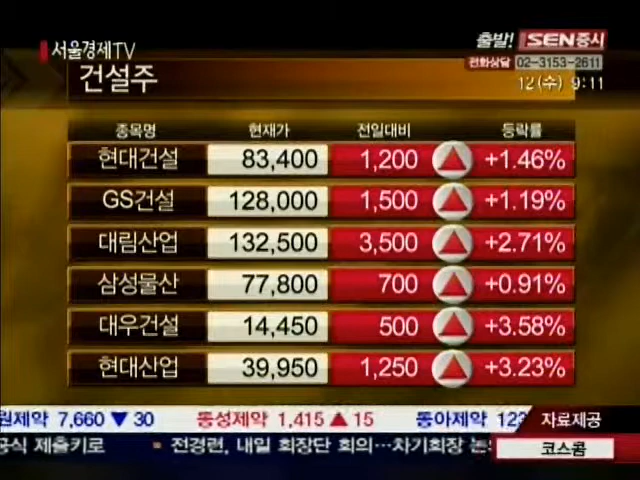 서울경제TV
출발! SEN증시
전화상담 02-3153-2611
건설주
12(수) 9:11
종목명 현재가 전일대비 등락률
현대건설 83,400 1,200 ▲ +1.46%
GS건설 128,000 1,500 ▲ +1.19%
대림산업 132,500 3,500 ▲ +2.71%
삼성물산 77,800 700 ▲ +0.91%
대우건설 14,450 500 ▲ +3.58%
현대산업 39,950 1,250 ▲ +3.23%
원제약 7,660 ▼ 30 동성제약 1,415 ▲ 15 동아제약 자료제공
공식 제출키로 전경련, 내일 회장단 회의…차기회장 코스콤